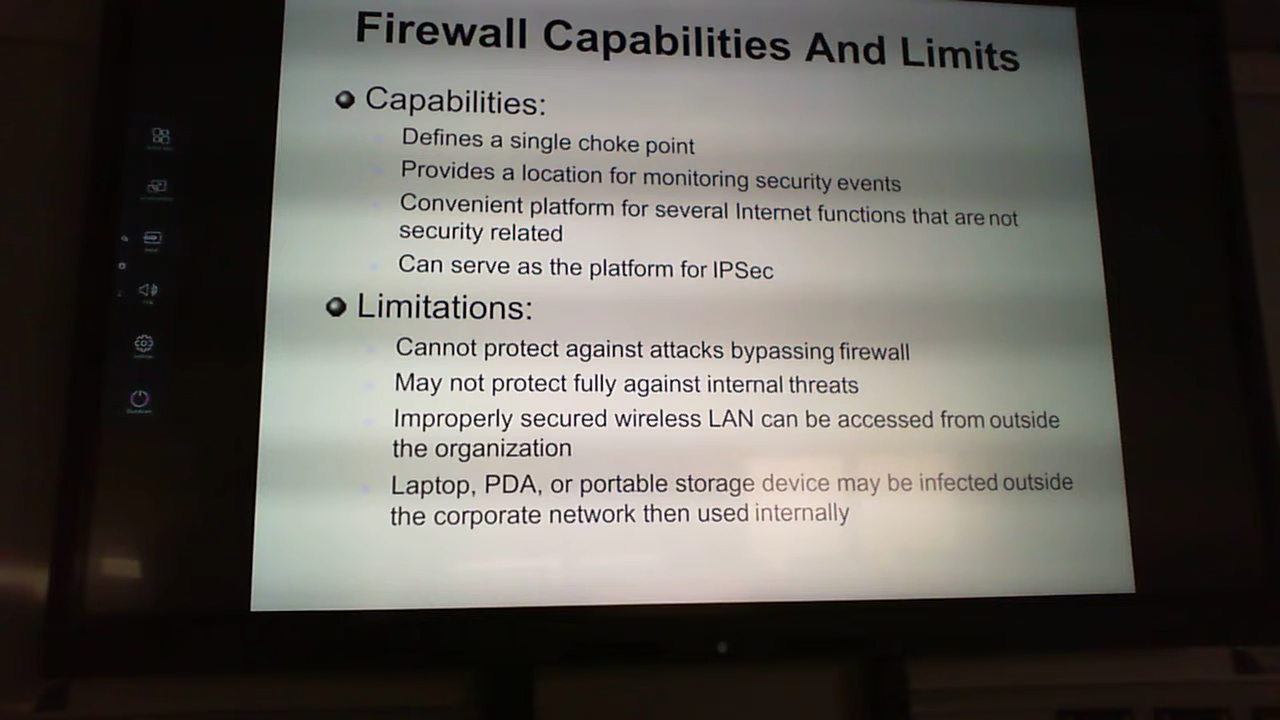 Firewall Capabilities And Limits
Capabilities:
Defines a single choke point
Provides a location for monitoring security events
Convenient platform for several Internet functions that are not
security related
Can serve as the platform for IPSec
Limitations:
Cannot protect against attacks bypassing firewall
May not protect fully against internal threats
Improperly secured wireless LAN can be accessed from outside
the organization
Laptop, PDA, or portable storage device may be infected outside
the corporate network then used internally